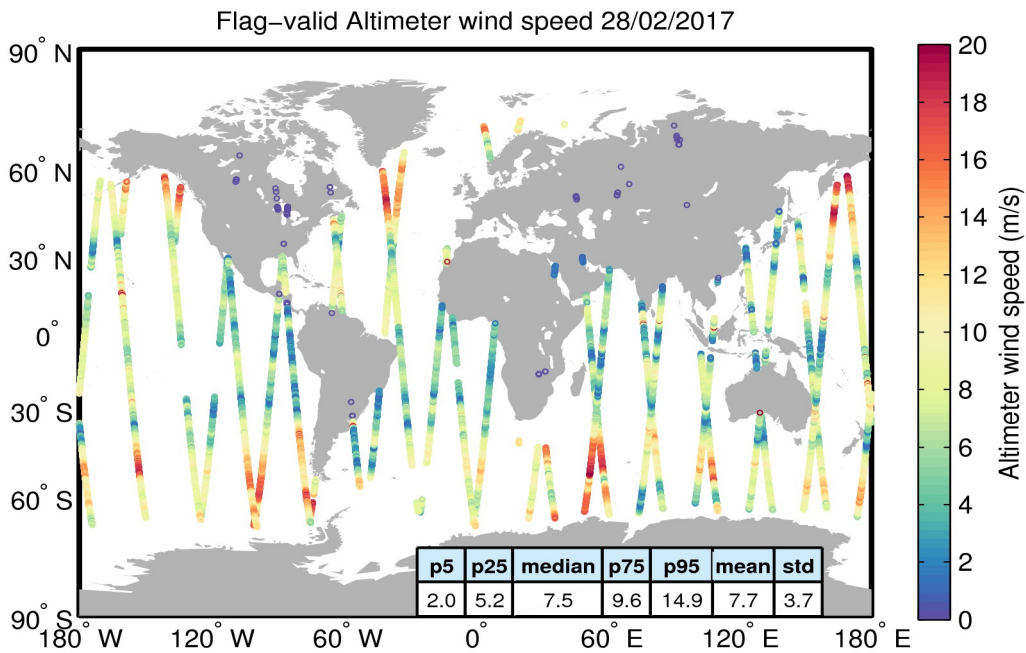 Flag−valid Altimeter wind speed 28/02/2017
90° N
60° N
30° N
0°
30° S
60° S
90° S
180° W
120° W
60° W
0°
60° E
120° E
180° E
p5 p25 median p75 p95 mean std
2.0 5.2 7.5 9.6 14.9 7.7 3.7
20
18
16
14
12
10
8
6
4
2
0
Altimeter wind speed (m/s)